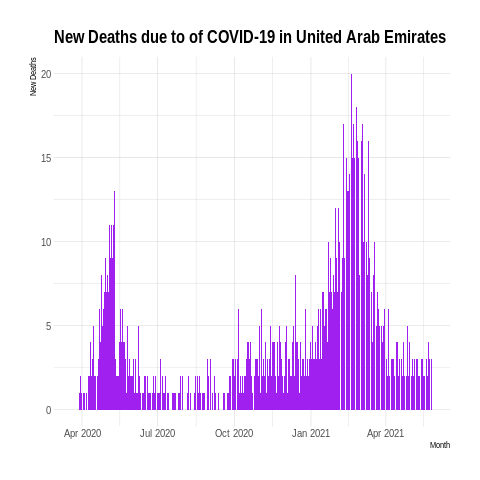 New Deaths due to of COVID-19 in United Arab Emirates
New Deaths
20
15
10
5
0
Apr 2020 Jul 2020 Oct 2020 Jan 2021 Apr 2021
Month